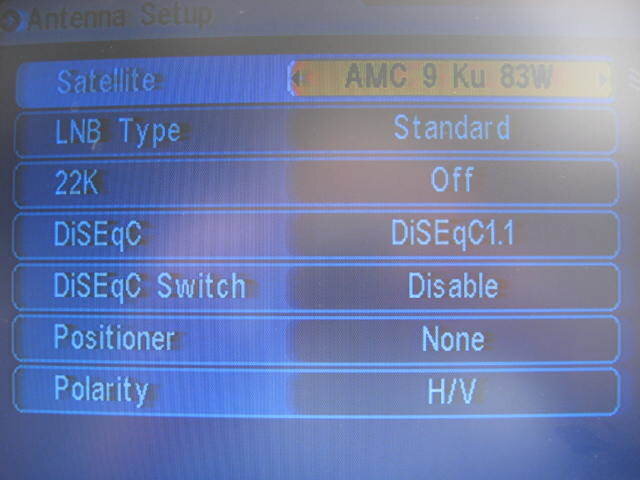 Antenna Setup
Satellite AMC 9 Ku 83W
LNB Type Standard
22K Off
DiSEqC DiSEqC1.1
DiSEqC Switch Disable
Positioner None
Polarity H/V